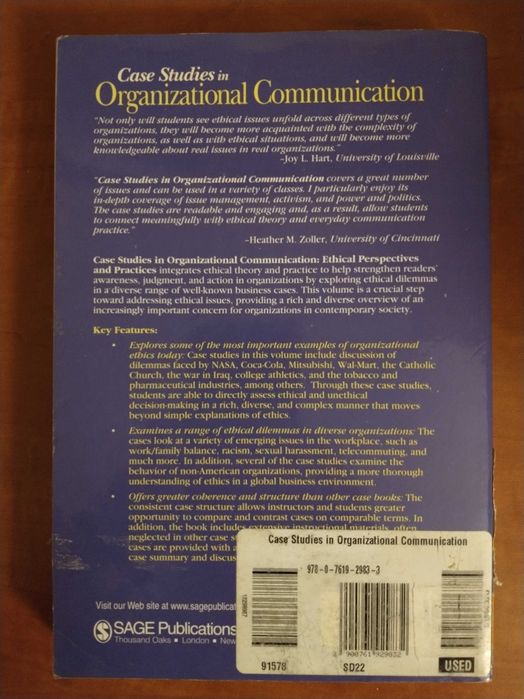 Case Studies in
Organizational Communication
"Not only will students see ethical issues unfold across different types of
organizations, they will become more acquainted with the complexity of
organizations, as well as with ethical situations, and will become more
knowledgeable about real issues in real organizations."
–Joy L. Hart, University of Louisville
"Case Studies in Organizational Communication covers a great number
of issues and can be used in a variety of classes. I particularly enjoy its
in-depth coverage of issue management, activism, and power and politics.
The case studies are readable and engaging and, as a result, allow students
to connect meaningfully with ethical theory and everyday communication
practice."
–Heather M. Zoller, University of Cincinnati
Case Studies in Organizational Communication: Ethical Perspectives
and Practices integrates ethical theory and practice to help strengthen readers'
awareness, judgment, and action in organizations by exploring ethical dilemmas
in a diverse range of well-known business cases. This volume is a crucial step
toward addressing ethical issues, providing a rich and diverse overview of an
increasingly important concern for organizations in contemporary society.
Key Features:
• Explores some of the most important examples of organizational
ethics today: Case studies in this volume include discussion of
dilemmas faced by NASA, Coca-Cola, Mitsubishi, Wal-Mart, the Catholic
Church, the war in Iraq, college athletics, and the tobacco and
pharmaceutical industries, among others. Through these case studies,
students are able to directly assess ethical and unethical
decision-making in a rich, diverse, and complex manner that moves
beyond simple explanations of ethics.
• Examines a range of ethical dilemmas in diverse organizations: The
cases look at a variety of emerging issues in the workplace, such as
work/family balance, racism, sexual harassment, telecommuting, and
much more. In addition, several of the case studies examine the
behavior of non-American organizations, providing a more thorough
understanding of ethics in a global business environment.
• Offers greater coherence and structure than other case books: The
consistent case structure allows instructors and students greater
opportunity to compare and contrast cases on comparable terms. In
addition, the book includes extensive instructional materials, often
neglected in other case
cases are provided with a
case summary and
Visit our Web site at
SAGE Publications
Thousand Oaks • London •
Case Studies in Organizational Communication
978-0-7619-2983-3
91578
SD22
USED